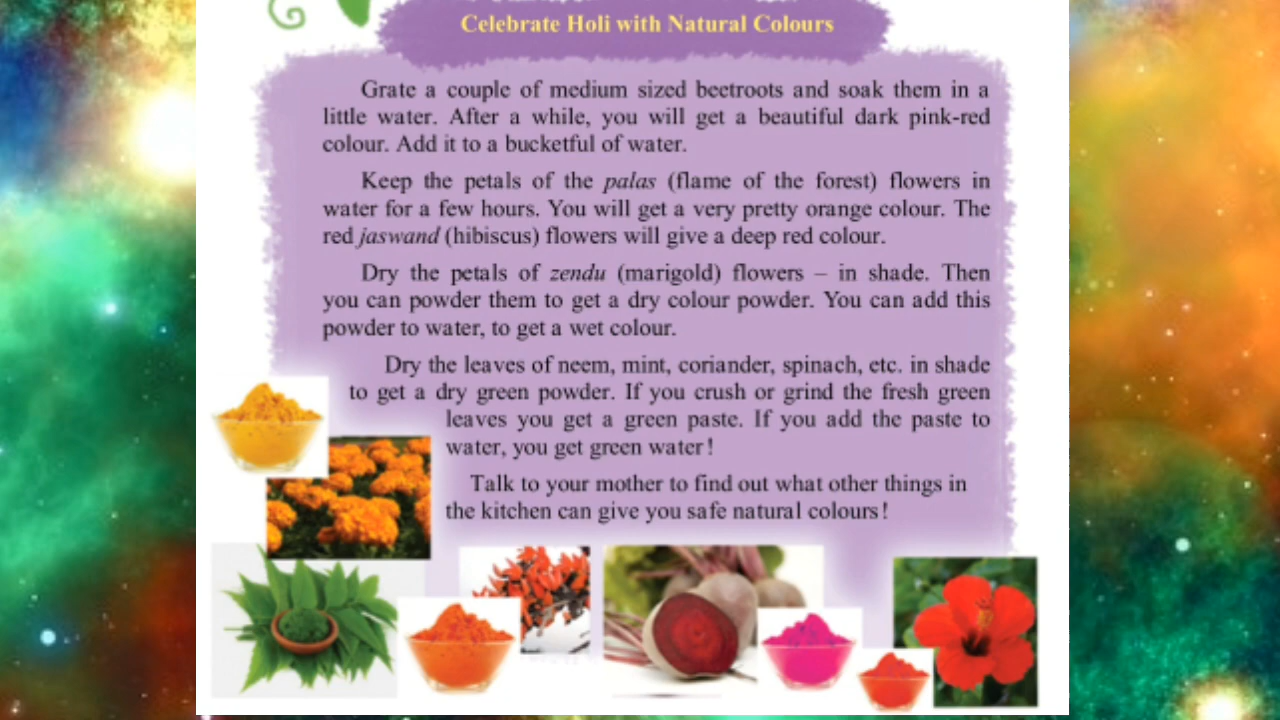 Celebrate Holi with Natural Colours
Grate a couple of medium sized beetroots and soak them in a
little water. After a while, you will get a beautiful dark pink-red
colour. Add it to a bucketful of water.
Keep the petals of the palas (flame of the forest) flowers in
water for a few hours. You will get a very pretty orange colour. The
red jaswand (hibiscus) flowers will give a deep red colour.
Dry the petals of zendu (marigold) flowers – in shade. Then
you can powder them to get a dry colour powder. You can add this
powder to water, to get a wet colour.
Dry the leaves of neem, mint, coriander, spinach, etc. in shade
to get a dry green powder. If you crush or grind the fresh green
leaves you get a green paste. If you add the paste to
water, you get green water!
Talk to your mother to find out what other things in
the kitchen can give you safe natural colours!